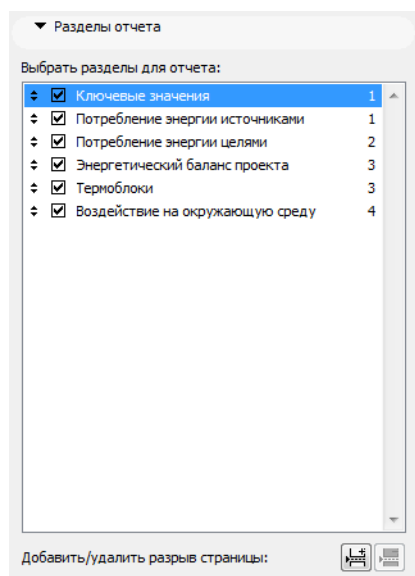 Разделы отчета
Выбрать разделы для отчета:
Ключевые значения 1
Потребление энергии источниками 1
Потребление энергии целями 2
Энергетический баланс проекта 3
Термоблоки 3
Воздействие на окружающую среду 4
Добавить/удалить разрыв страницы: